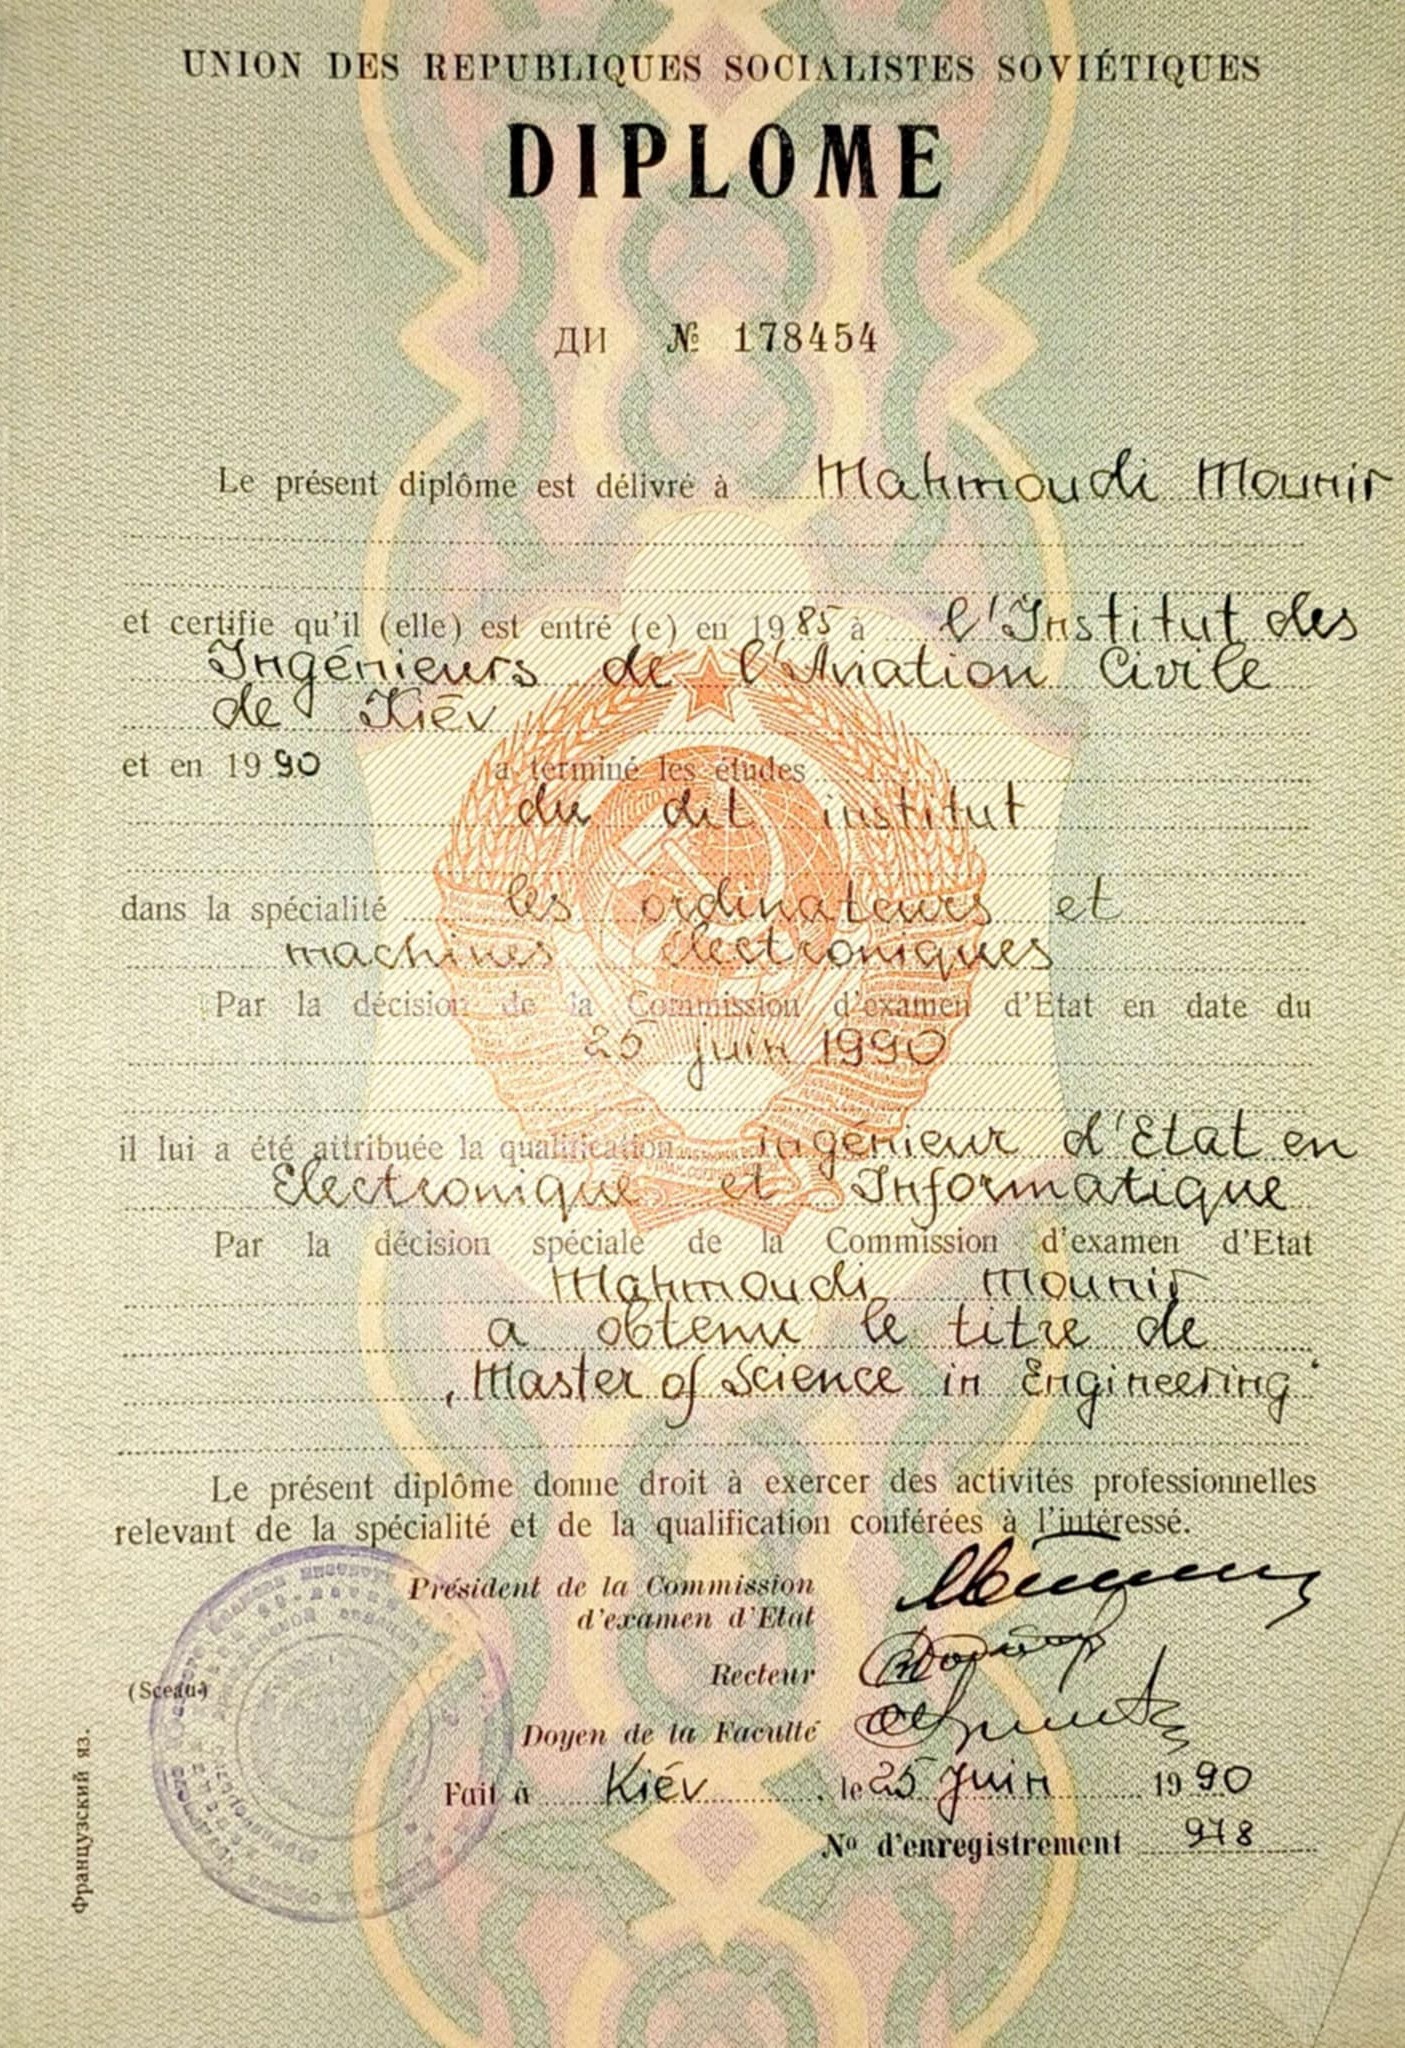 UNION DES REPUBLIQUES SOCIALISTES SOVIÉTIQUES
DIPLOME
ДИ № 178454
Le présent diplôme est délivré à Mahmoudi Mounir
et certifie qu'il (elle) est entré (e) en 1985 à l'Institut des
Ingénieurs de l'Aviation Civile
de Kiév
et en 1990 a terminé les études
du dit institut
dans la spécialité les ordinateurs et
machines électroniques
Par la décision de la Commission d'examen d'Etat en date du
25 juin 1990
il lui a été attribuée la qualification ingénieur d'Etat en
Electronique et Informatique
Par la décision spéciale de la Commission d'examen d'Etat
Mahmoudi Mounir
a obtenu le titre de
"Master of Science in Engineering"
Le présent diplôme donne droit à exercer des activités professionnelles
relevant de la spécialité et de la qualification conférées à l'intéressé.
Président de la Commission
d'examen d'Etat
Recteur
(Sceau)
Doyen de la Faculté
Fait à Kiév, le 25 Juin 1990
№ d'enregistrement 978
Французский яз.